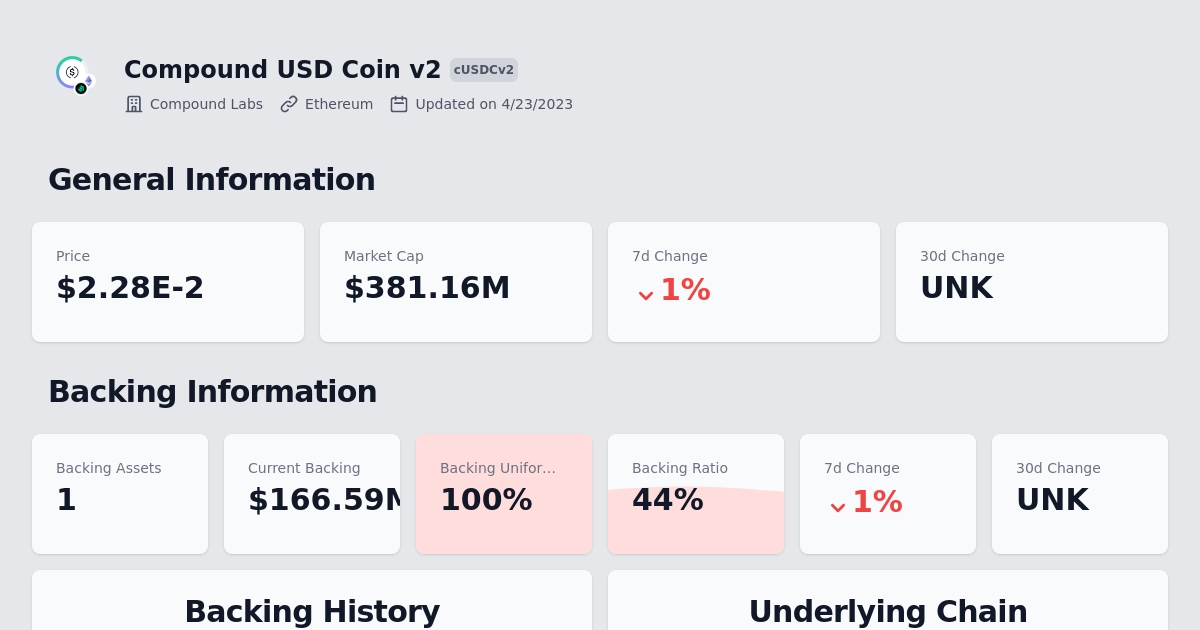 Compound USD Coin v2 cUSDCv2
Compound Labs Ethereum Updated on 4/23/2023
General Information
Price Market Cap 7d Change 30d Change
$2.28E-2 $381.16M 1% UNK
Backing Information
Backing Assets Current Backing Backing Unifor... Backing Ratio 7d Change 30d Change
1 $166.59M 100% 44% 1% UNK
Backing History Underlying Chain